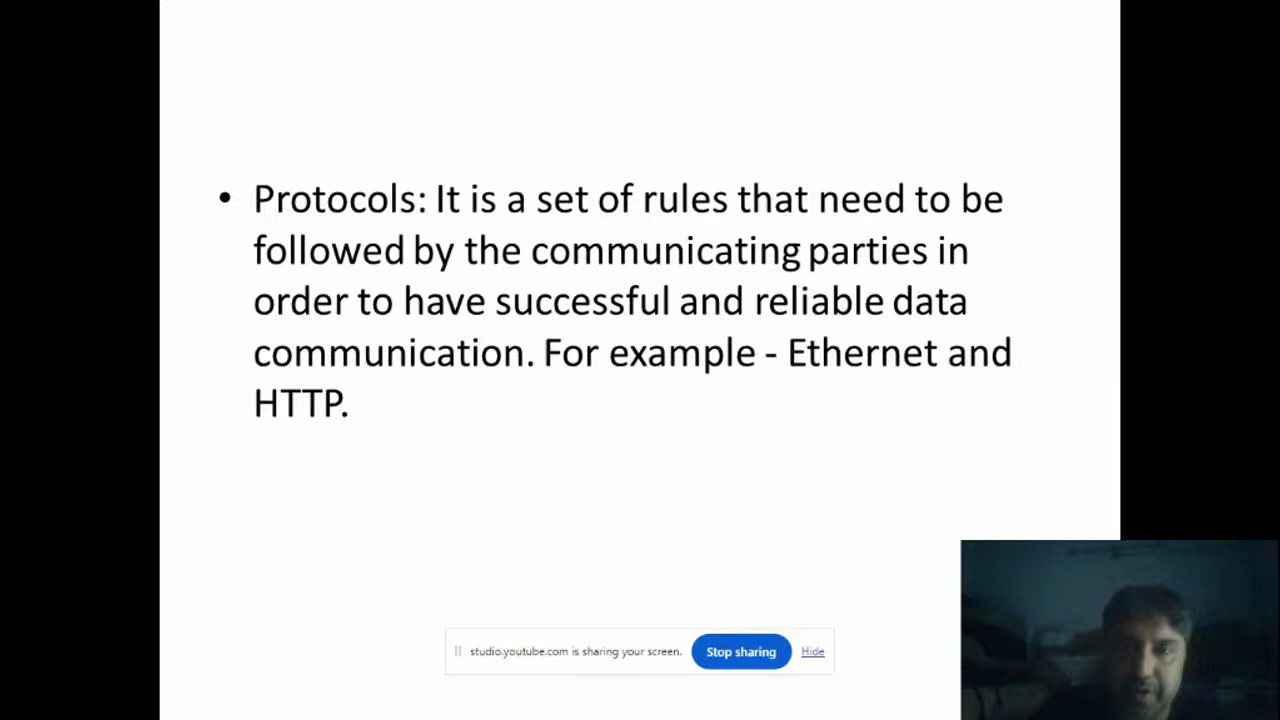 • Protocols: It is a set of rules that need to be
followed by the communicating parties in
order to have successful and reliable data
communication. For example - Ethernet and
HTTP.
studio.youtube.com is sharing your screen. Stop sharing Hide